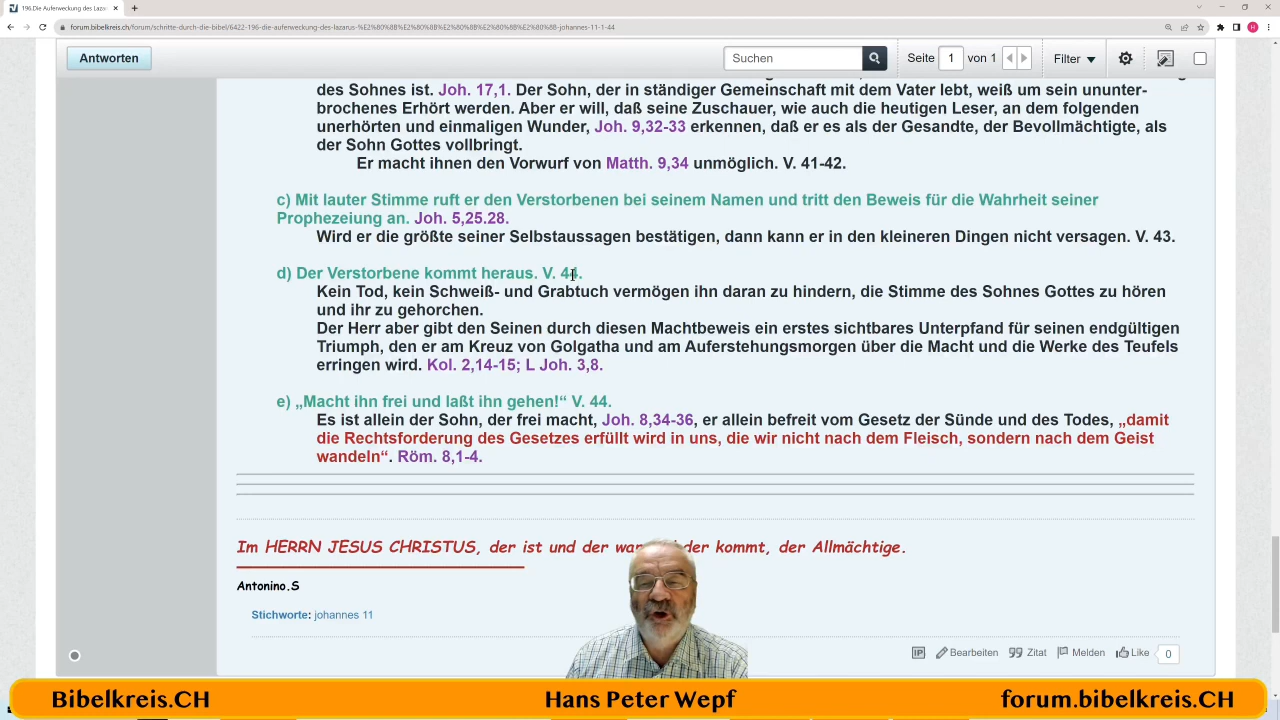 196.Die Auferweckung des Lazar
forum.bibelkreis.ch/forum/schritte-durch-die-bibel/6422-196-die-aufenweckung-des-lazarus-%E2%80%8B%E2%80%8B%E2%80%8B%E2%80%8B%E2%80%8B%E2%80%8B-johannes-11-1-44
Antworten
Suchen
Seite 1 von 1
Filter
des Sohnes ist. Joh. 17,1. Der Sohn, der in ständiger Gemeinschaft mit dem Vater lebt, weiß um sein ununter-
brochenes Erhört werden. Aber er will, daß seine Zuschauer, wie auch die heutigen Leser, an dem folgenden
unerhörten und einmaligen Wunder, Joh. 9,32-33 erkennen, daß er es als der Gesandte, der Bevollmächtigte, als
der Sohn Gottes vollbringt.
Er macht ihnen den Vorwurf von Matth. 9,34 unmöglich. V. 41-42.
c) Mit lauter Stimme ruft er den Verstorbenen bei seinem Namen und tritt den Beweis für die Wahrheit seiner
Prophezeiung an. Joh. 5,25.28.
Wird er die größte seiner Selbstaussagen bestätigen, dann kann er in den kleineren Dingen nicht versagen. V. 43.
d) Der Verstorbene kommt heraus. V. 44.
Kein Tod, kein Schweiß- und Grabtuch vermögen ihn daran zu hindern, die Stimme des Sohnes Gottes zu hören
und ihr zu gehorchen.
Der Herr aber gibt den Seinen durch diesen Machtbeweis ein erstes sichtbares Unterpfand für seinen endgültigen
Triumph, den er am Kreuz von Golgatha und am Auferstehungsmorgen über die Macht und die Werke des Teufels
erringen wird. Kol. 2,14-15; L Joh. 3,8.
e) „Macht ihn frei und laßt ihn gehen!“ V. 44.
Es ist allein der Sohn, der frei macht, Joh. 8,34-36, er allein befreit vom Gesetz der Sünde und des Todes, „damit
die Rechtsforderung des Gesetzes erfüllt wird in uns, die wir nicht nach dem Fleisch, sondern nach dem Geist
wandeln“. Röm. 8,1-4.
Im HERRN JESUS CHRISTUS, der ist und der war der kommt, der Allmächtige.
Antonino.S
Stichworte: johannes 11
IP Bearbeiten Zitat Melden Like 0
Bibelkreis.CH Hans Peter Wepf forum.bibelkreis.CH